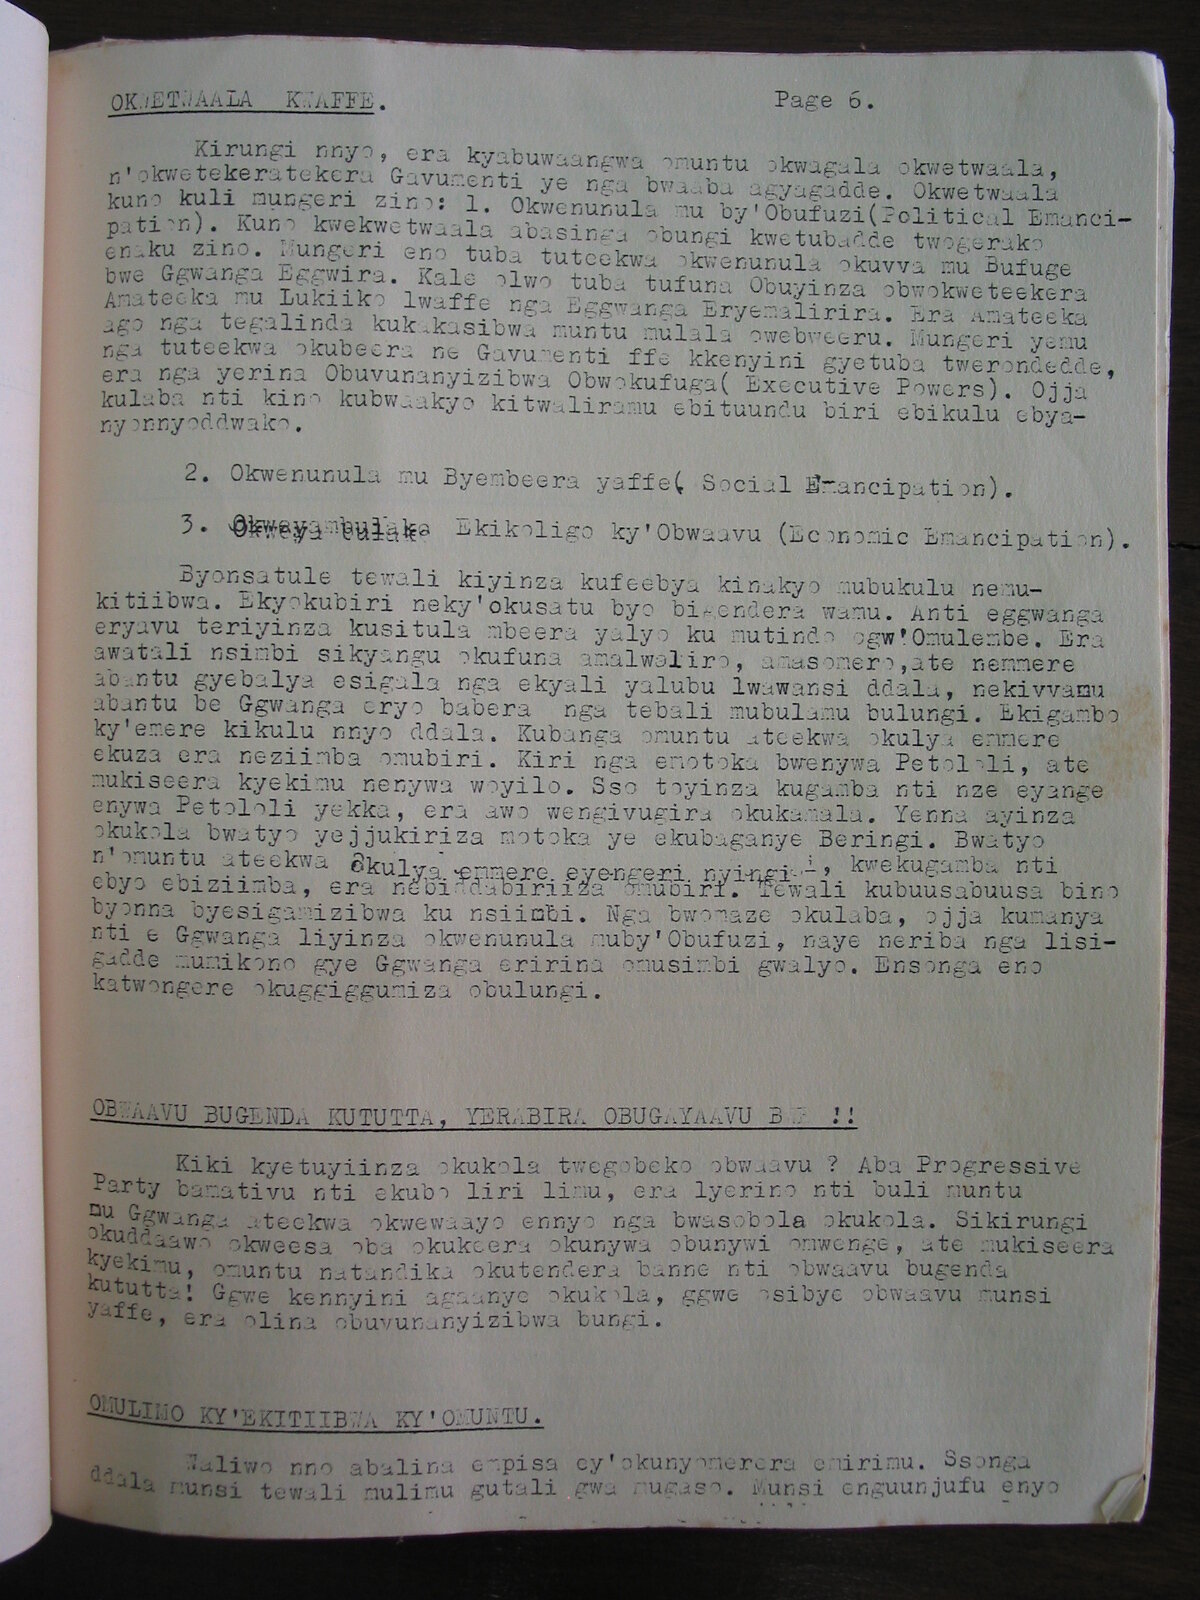 OKWETWAALA KWAFFE. Page 6.
Kirungi nnyo, era kyabuwaangwa omuntu okwagala okwetwaala,
n'okwetekeratekera Gavumenti ye nga bwaaba agyagadde. Okwetwaala
kuno kuli mungeri zino: 1. Okwenunula mu by'Obufuzi(Political Emanci-
pation). Kuno kwekwetwaala abasinga obungi kwetubadde twogerako
enaku zino. Mungeri eno tuba tuteekwa okwenunula okuvva mu Bufuge
bwe Ggwanga Eggwira. Kale olwo tuba tufuna Obuyinza obwokweteekera
Amateeka mu Lukiiko lwaffe nga Eggwanga Eryemalirira. Era Amateeka
ago nga tegalinda kukakasibwa muntu mulala owebweeru. Mungeri yemu
nga tuteekwa okubeera ne Gavumenti ffe kkenyini gyetuba twerondedde,
era nga yerina Obuvunanyizibwa Obwokufuga( Executive Powers). Ojja
kulaba nti kino kubwaakyo kitwaliramu ebituundu biri ebikulu ebya-
nyonnyoddwako.
2. Okwenunula mu Byembeera yaffe( Social Emancipation).
3. Okweyambulako Ekikoligo ky'Obwaavu (Economic Emancipation).
Byonsatule tewali kiyinza kufeebya kinakyo mubukulu nemu-
kitiibwa. Ekyokubiri neky'okusatu byo bigendera wamu. Anti eggwanga
eryavu teriyinza kusitula mbeera yalyo ku mutindo ogw'Omulembe. Era
awatali nsimbi sikyangu okufuna amalwaliro, amasomero,ate nemmere
abantu gyebalya esigala nga ekyali yalubu lwawansi ddala, nekivvamu
abantu be Ggwanga eryo babera nga tebali mubulamu bulungi. Ekigambo
ky'emere kikulu nnyo ddala. Kubanga omuntu ateekwa okulya emmere
ekuza era neziimba omubiri. Kiri nga emotoka bwenywa Petololi, ate
mukiseera kyekimu nenywa woyilo. Sso toyinza kugamba nti nze eyange
enywa Petololi yekka, era awo wengivugira okukamala. Yenna ayinza
okukola bwatyo yejjukiriza motoka ye ekubaganye Beringi. Bwatyo
n'omuntu ateekwa okulya emmere eyengeri nyingi, kwekugamba nti
ebyo ebiziimba, era nebiddabiriiza omubiri. Tewali kubuusabuusa bino
byonna byesigamizibwa ku nsiimbi. Nga bwomaze okulaba, ojja kumanya
nti e Ggwanga liyinza okwenunula muby'Obufuzi, naye neriba nga lisi-
gadde mumikono gye Ggwanga eririna omusimbi gwalyo. Ensonga eno
katwongere okuggiggumiza obulungi.
OBWAAVU BUGENDA KUTUTTA, YERABIRA OBUGAYAAVU !!
Kiki kyetuyiinza okukola twegobeko obwaavu ? Aba Progressive
Party bamativu nti ekubo liri limu, era lyerino nti buli muntu
mu Ggwanga ateekwa okwewaayo ennyo nga bwasobola okukola. Sikirungi
okuddaawo okweesa oba okukeera okunywa obunywi omwenge, ate mukiseera
kyekimu, omuntu natandika okutendera banne nti obwaavu bugenda
kututta! Ggwe kennyini agaanye okukola, ggwe osibye obwaavu munsi
yaffe, era olina obuvunanyizibwa bungi.
OMULIMO KY'EKITIIBWA KY'OMUNTU.
Waliwo nno abalina empisa ey'okunyomerera emirimu. Ssonga
ddala munsi tewali mulimu gutali gwa mugaso. Munsi enguunjufu enyo